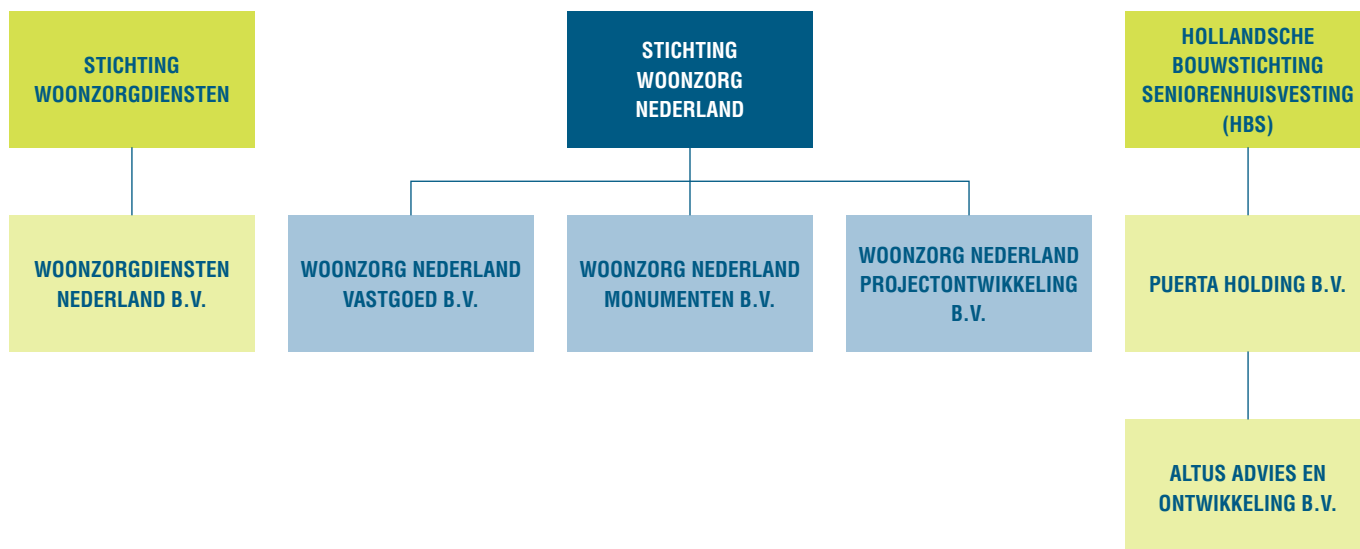 STICHTING
WOONZORGDIENSTEN
STICHTING
WOONZORG
NEDERLAND
HOLLANDSCHE
BOUWSTICHTING
SENIORENHUISVESTING
(HBS)
WOONZORGDIENSTEN
NEDERLAND B.V.
WOONZORG NEDERLAND
VASTGOED B.V.
WOONZORG NEDERLAND
MONUMENTEN B.V.
WOONZORG NEDERLAND
PROJECTONTWIKKELING
B.V.
PUERTA HOLDING B.V.
ALTUS ADVIES EN
ONTWIKKELING B.V.